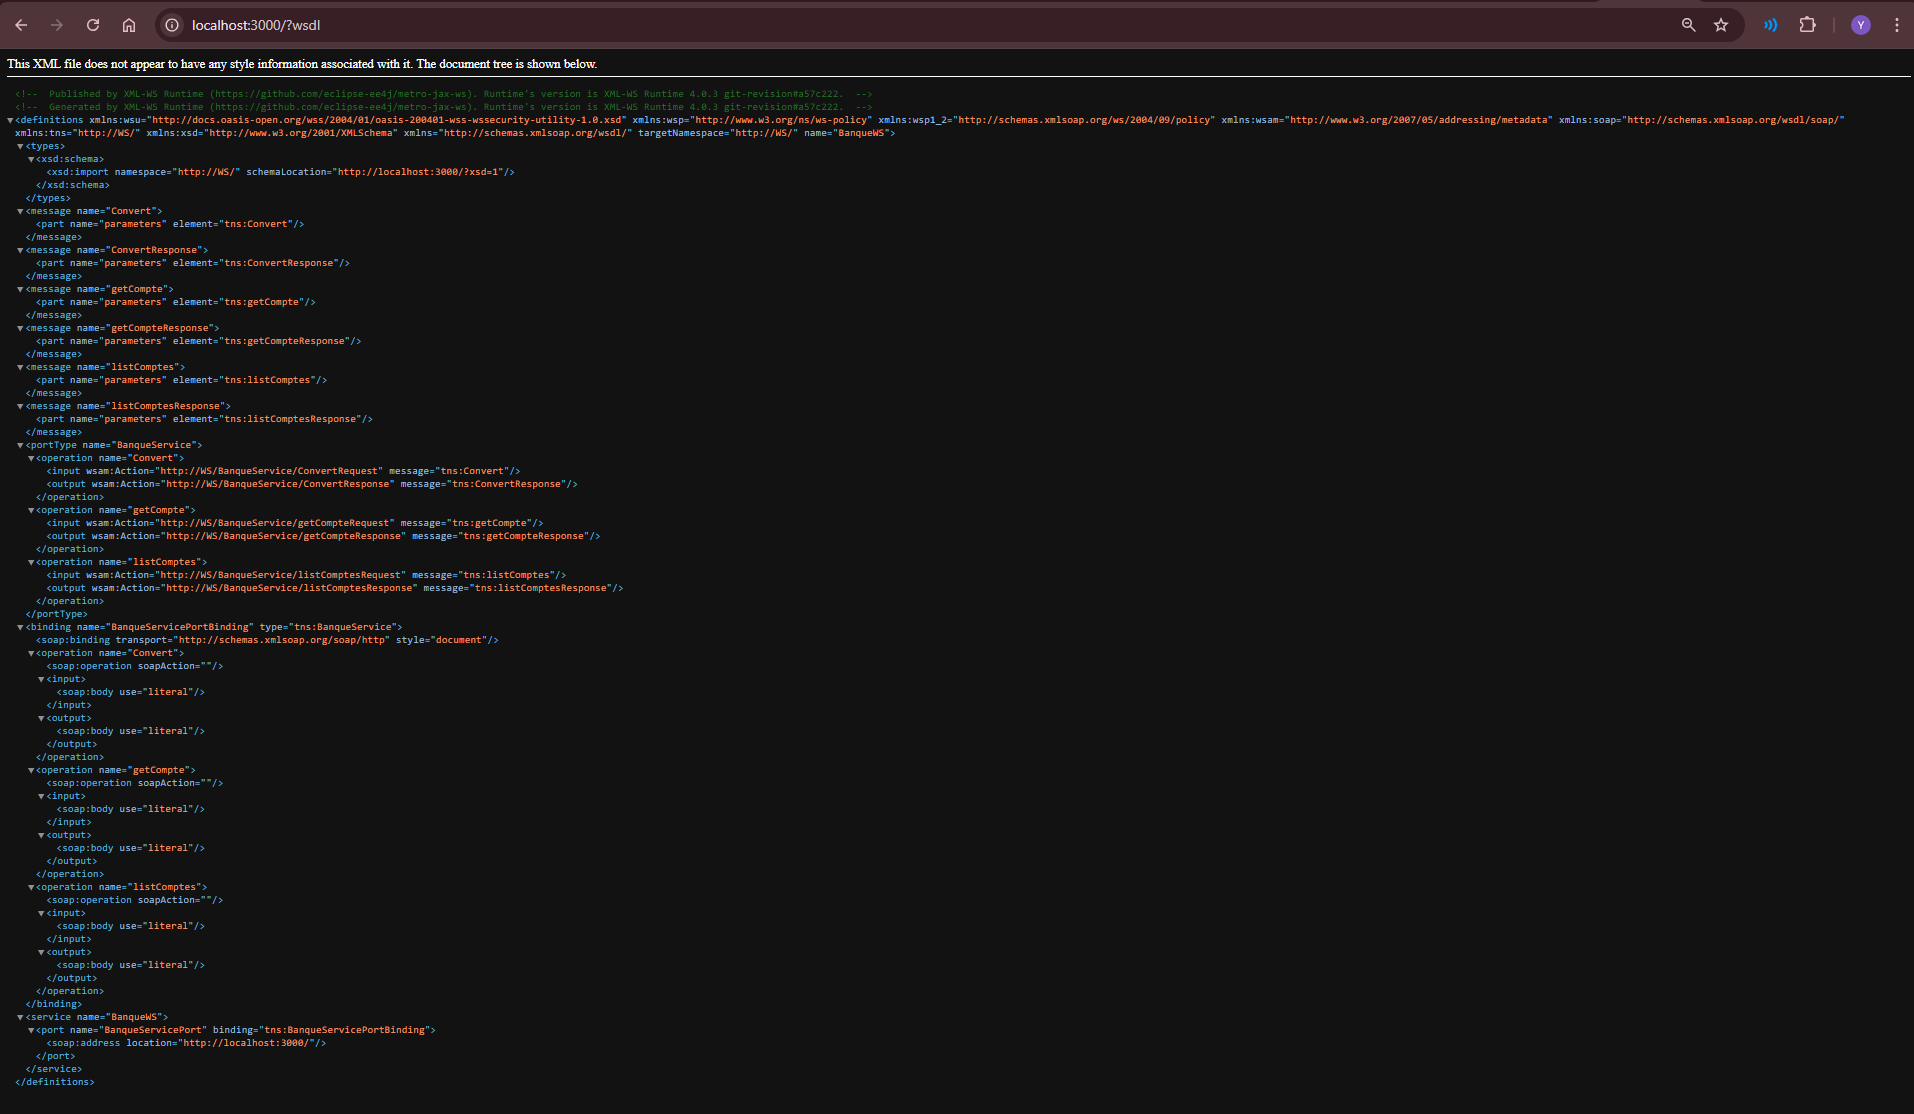 localhost:3000/?wsdl
Y
This XML file does not appear to have any style information associated with it. The document tree is shown below.
<!-- Published by XML-WS Runtime (https://github.com/eclipse-ee4j/metro-jax-ws). Runtime's version is XML-WS Runtime 4.0.3 git-revision#a57c222. -->
<!-- Generated by XML-WS Runtime (https://github.com/eclipse-ee4j/metro-jax-ws). Runtime's version is XML-WS Runtime 4.0.3 git-revision#a57c222. -->
<definitions xmlns:wsu="http://docs.oasis-open.org/wss/2004/01/oasis-200401-wss-wssecurity-utility-1.0.xsd" xmlns:wsp="http://www.w3.org/ns/ws-policy" xmlns:wsp1_2="http://schemas.xmlsoap.org/ws/2004/09/policy" xmlns:wsam="http://www.w3.org/2007/05/addressing/metadata" xmlns:soap="http://schemas.xmlsoap.org/wsdl/soap/"
xmlns:tns="http://WS/" xmlns:xsd="http://www.w3.org/2001/XMLSchema" xmlns="http://schemas.xmlsoap.org/wsdl/" targetNamespace="http://WS/" name="BanqueWS">
<types>
<xsd:schema>
<xsd:import namespace="http://WS/" schemaLocation="http://localhost:3000/?xsd=1"/>
</xsd:schema>
</types>
<message name="Convert">
<part name="parameters" element="tns:Convert"/>
</message>
<message name="ConvertResponse">
<part name="parameters" element="tns:ConvertResponse"/>
</message>
<message name="getCompte">
<part name="parameters" element="tns:getCompte"/>
</message>
<message name="getCompteResponse">
<part name="parameters" element="tns:getCompteResponse"/>
</message>
<message name="listComptes">
<part name="parameters" element="tns:listComptes"/>
</message>
<message name="listComptesResponse">
<part name="parameters" element="tns:listComptesResponse"/>
</message>
<portType name="BanqueService">
<operation name="Convert">
<input wsam:Action="http://WS/BanqueService/ConvertRequest" message="tns:Convert"/>
<output wsam:Action="http://WS/BanqueService/ConvertResponse" message="tns:ConvertResponse"/>
</operation>
<operation name="getCompte">
<input wsam:Action="http://WS/BanqueService/getCompteRequest" message="tns:getCompte"/>
<output wsam:Action="http://WS/BanqueService/getCompteResponse" message="tns:getCompteResponse"/>
</operation>
<operation name="listComptes">
<input wsam:Action="http://WS/BanqueService/listComptesRequest" message="tns:listComptes"/>
<output wsam:Action="http://WS/BanqueService/listComptesResponse" message="tns:listComptesResponse"/>
</operation>
</portType>
<binding name="BanqueServicePortBinding" type="tns:BanqueService">
<soap:binding transport="http://schemas.xmlsoap.org/soap/http" style="document"/>
<operation name="Convert">
<soap:operation soapAction=""/>
<input>
<soap:body use="literal"/>
</input>
<output>
<soap:body use="literal"/>
</output>
</operation>
<operation name="getCompte">
<soap:operation soapAction=""/>
<input>
<soap:body use="literal"/>
</input>
<output>
<soap:body use="literal"/>
</output>
</operation>
<operation name="listComptes">
<soap:operation soapAction=""/>
<input>
<soap:body use="literal"/>
</input>
<output>
<soap:body use="literal"/>
</output>
</operation>
</binding>
<service name="BanqueWS">
<port name="BanqueServicePort" binding="tns:BanqueServicePortBinding">
<soap:address location="http://localhost:3000/"/>
</port>
</service>
</definitions>